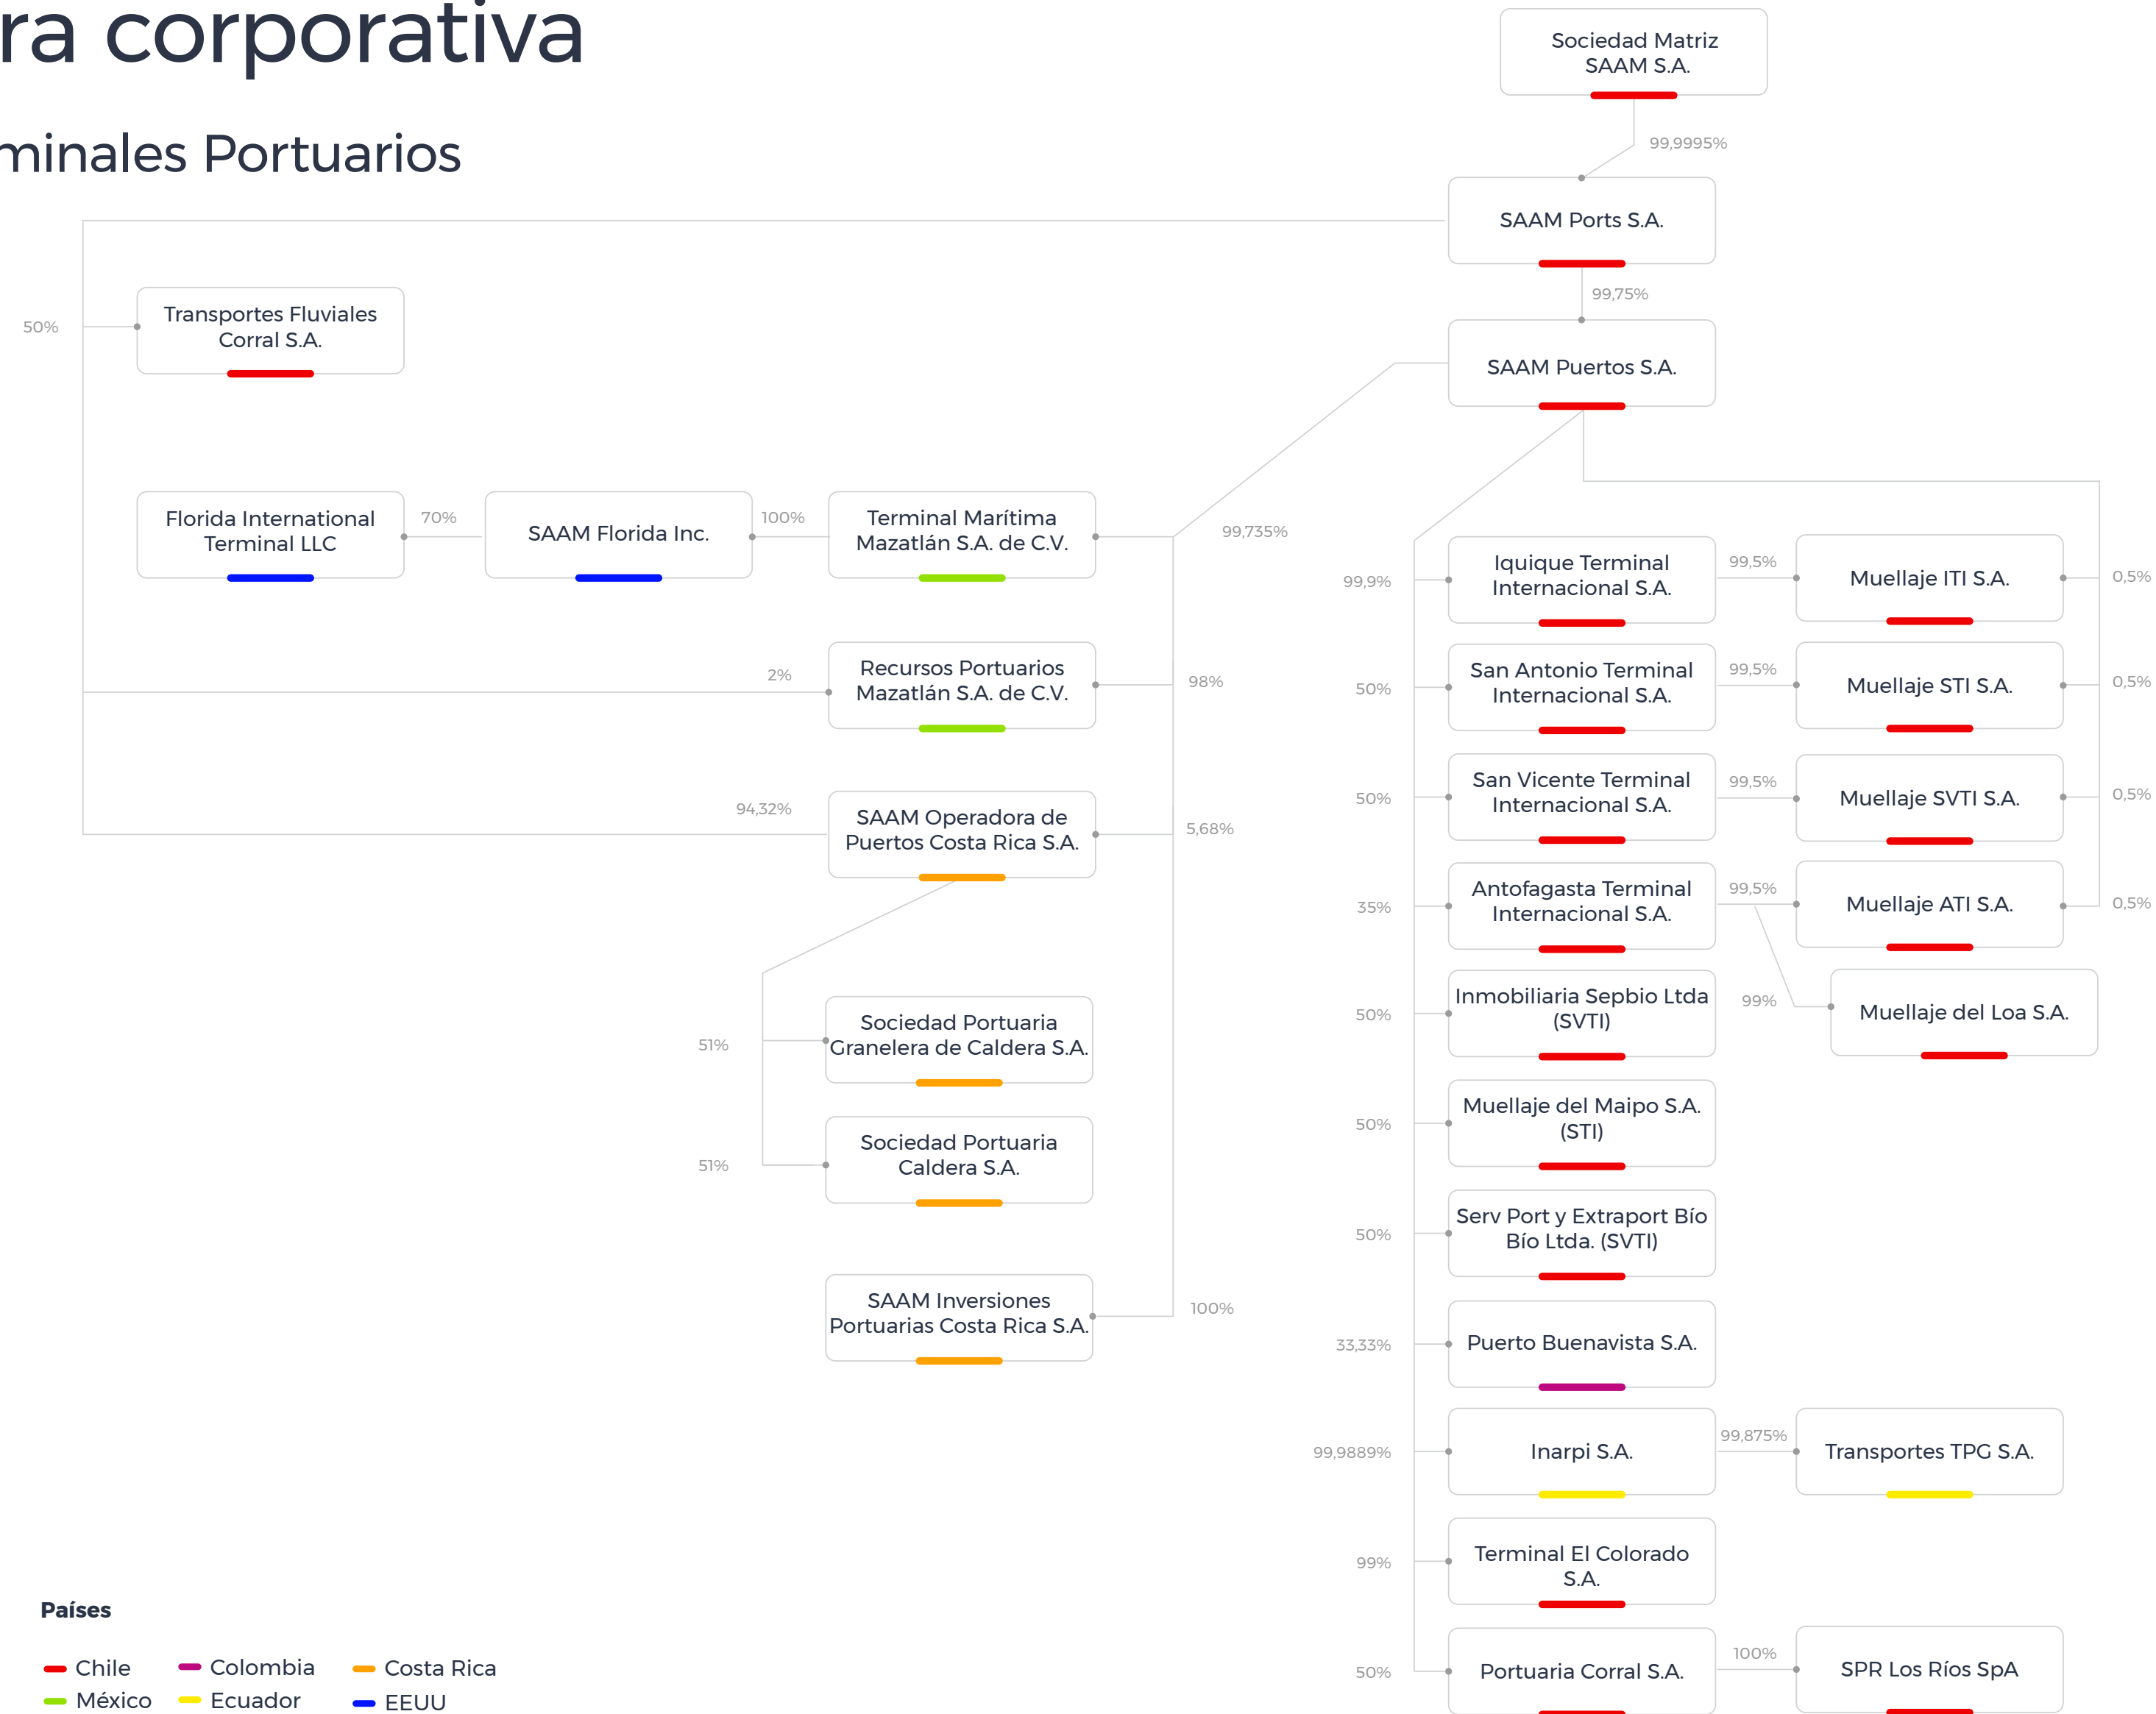 ra corporativa
minales Portuarios
Sociedad Matriz
SAAM S.A.
99,9995%
SAAM Ports S.A.
99,75%
SAAM Puertos S.A.
50%
Transportes Fluviales
Corral S.A.
Florida International
Terminal LLC
70%
SAAM Florida Inc.
100%
Terminal Marítima
Mazatlán S.A. de C.V.
99,735%
2%
Recursos Portuarios
Mazatlán S.A. de C.V.
98%
94,32%
SAAM Operadora de
Puertos Costa Rica S.A.
5,68%
51%
Sociedad Portuaria
Granelera de Caldera S.A.
51%
Sociedad Portuaria
Caldera S.A.
SAAM Inversiones
Portuarias Costa Rica S.A.
100%
99,9%
Iquique Terminal
Internacional S.A.
99,5%
Muellaje ITI S.A.
0,5%
50%
San Antonio Terminal
Internacional S.A.
99,5%
Muellaje STI S.A.
0,5%
50%
San Vicente Terminal
Internacional S.A.
99,5%
Muellaje SVTI S.A.
0,5%
35%
Antofagasta Terminal
Internacional S.A.
99,5%
Muellaje ATI S.A.
0,5%
50%
Inmobiliaria Sepbio Ltda
(SVTI)
99%
Muellaje del Loa S.A.
50%
Muellaje del Maipo S.A.
(STI)
50%
Serv Port y Extraport Bío
Bío Ltda. (SVTI)
33,33%
Puerto Buenavista S.A.
99,9889%
Inarpi S.A.
99,875%
Transportes TPG S.A.
99%
Terminal El Colorado
S.A.
50%
Portuaria Corral S.A.
100%
SPR Los Ríos SpA
Países
Chile
Colombia
Costa Rica
México
Ecuador
EEUU